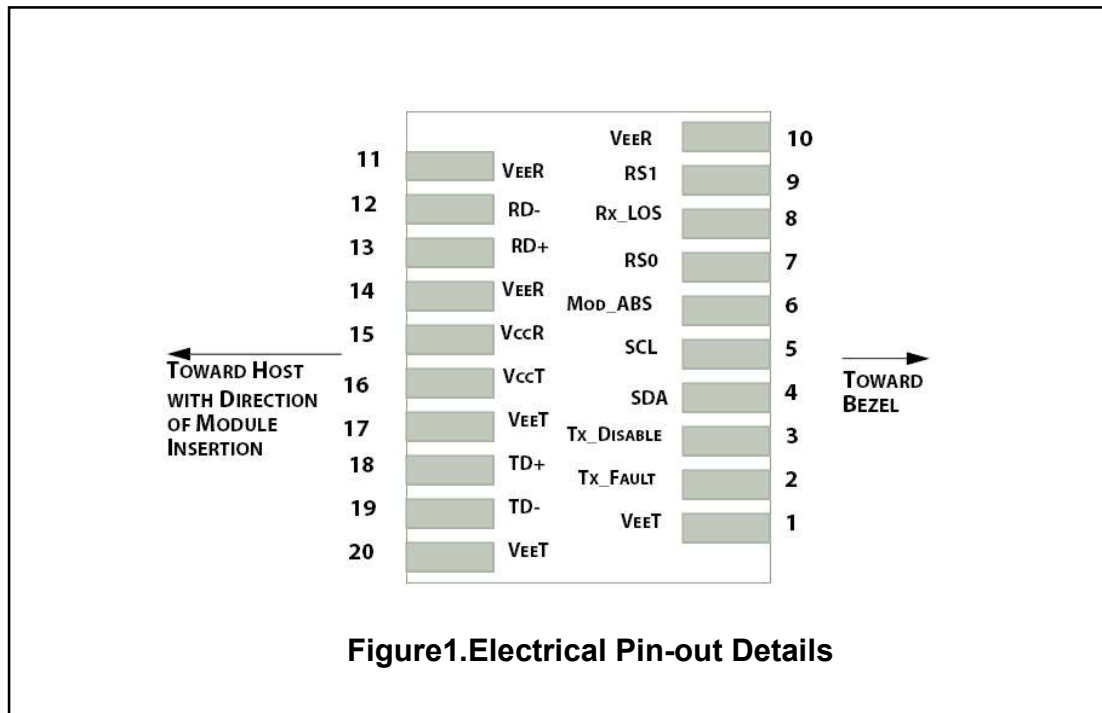 VEER 10
11 VEER
RS1 9
12 RD-
Rx_LOS 8
13 RD+
RS0 7
14 VEER
MOD_ABS 6
15 VCCR
SCL 5
16 VCCT
SDA 4
17 VEET
TX_DISABLE 3
18 TD+
TX_FAULT 2
19 TD-
VEET 1
20 VEET
TOWARD HOST
WITH DIRECTION
OF MODULE
INSERTION
TOWARD
BEZEL
Figure1.Electrical Pin-out Details